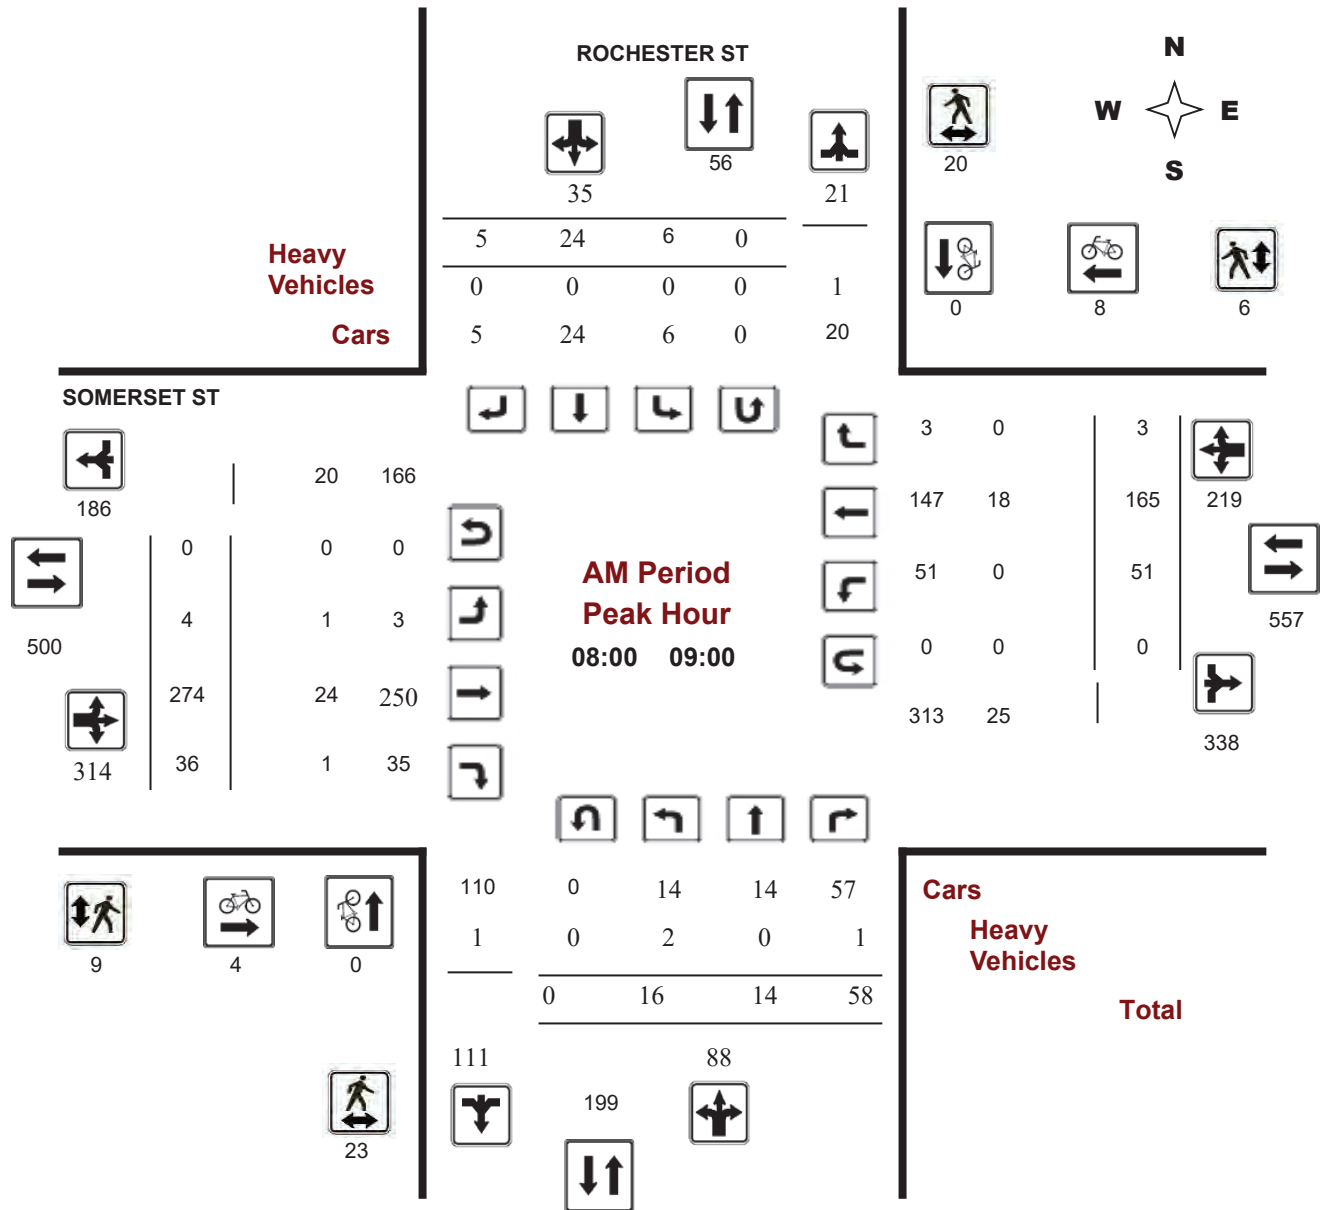 ROCHESTER ST
N
W E
S
35 56 21 20
5 24 6 0
Heavy
Vehicles 0 0 0 0 1
0 8 6
Cars 5 24 6 0 20
SOMERSET ST
3 0 3
20 166
186
147 18 165 219
0 0 0
AM Period
51 0 51
Peak Hour
4 1 3
557
500
08:00 09:00
0 0 0
274 24 250
313 25
338
314 36 1 35
110 0 14 14 57 Cars
1 0 2 0 1 Heavy
Vehicles
9 4 0
0 16 14 58
Total
111 88
199
23